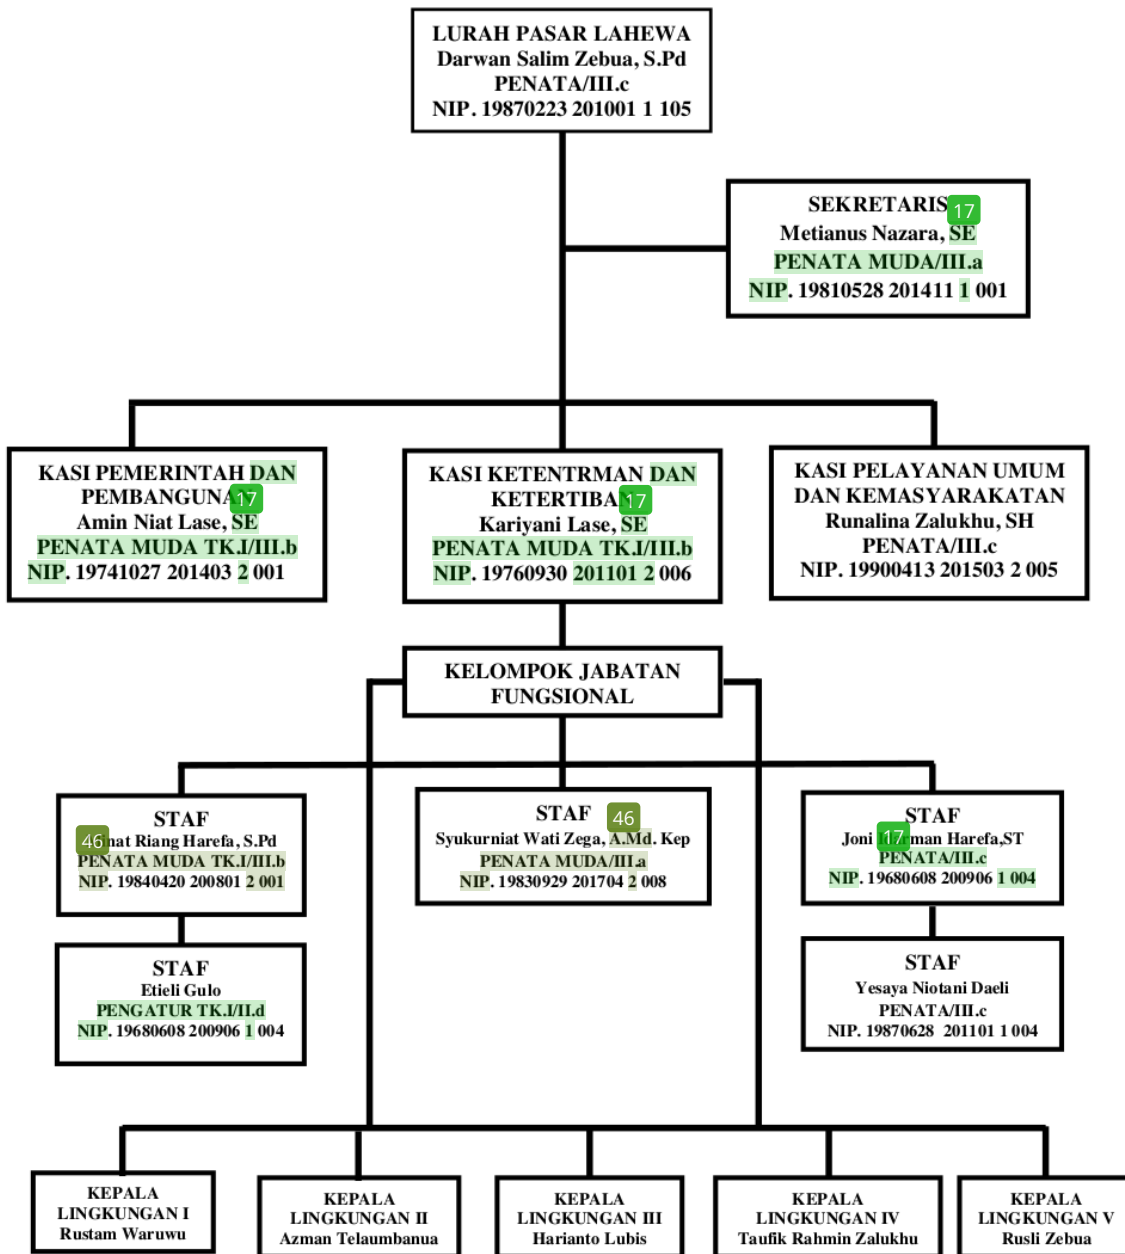 LURAH PASAR LAHEWA
Darwan Salim Zebua, S.Pd
PENATA/III.c
NIP. 19870223 201001 1 105
SEKRETARIS
17
Metianus Nazara, SE
PENATA MUDA/III.a
NIP. 19810528 201411 1 001
KASI PEMERINTAH DAN
PEMBANGUNAN
17
Amin Niat Lase, SE
PENATA MUDA TK.I/III.b
NIP. 19741027 201403 2 001
KASI KETENTRMAN DAN
KETERTIBAN
17
Kariyani Lase, SE
PENATA MUDA TK.I/III.b
NIP. 19760930 201101 2 006
KASI PELAYANAN UMUM
DAN KEMASYARAKATAN
Runalina Zalukhu, SH
PENATA/III.c
NIP. 19900413 201503 2 005
KELOMPOK JABATAN
FUNGSIONAL
STAF
46
Riang Harefa, S.Pd
PENATA MUDA TK.I/III.b
NIP. 19840420 200801 2 001
STAF
46
Syukurniat Wati Zega, A.Md. Kep
PENATA MUDA/III.a
NIP. 19830929 201704 2 008
STAF
17
Joni Harefa,ST
PENATA/III.c
NIP. 19680608 200906 1 004
STAF
Etieli Gulo
PENGATUR TK.I/II.d
NIP. 19680608 200906 1 004
STAF
Yesaya Niotani Daeli
PENATA/III.c
NIP. 19870628 201101 1 004
KEPALA
LINGKUNGAN I
Rustam Waruwu
KEPALA
LINGKUNGAN II
Azman Telaumbanua
KEPALA
LINGKUNGAN III
Harianto Lubis
KEPALA
LINGKUNGAN IV
Taufik Rahmin Zalukhu
KEPALA
LINGKUNGAN V
Rusli Zebua